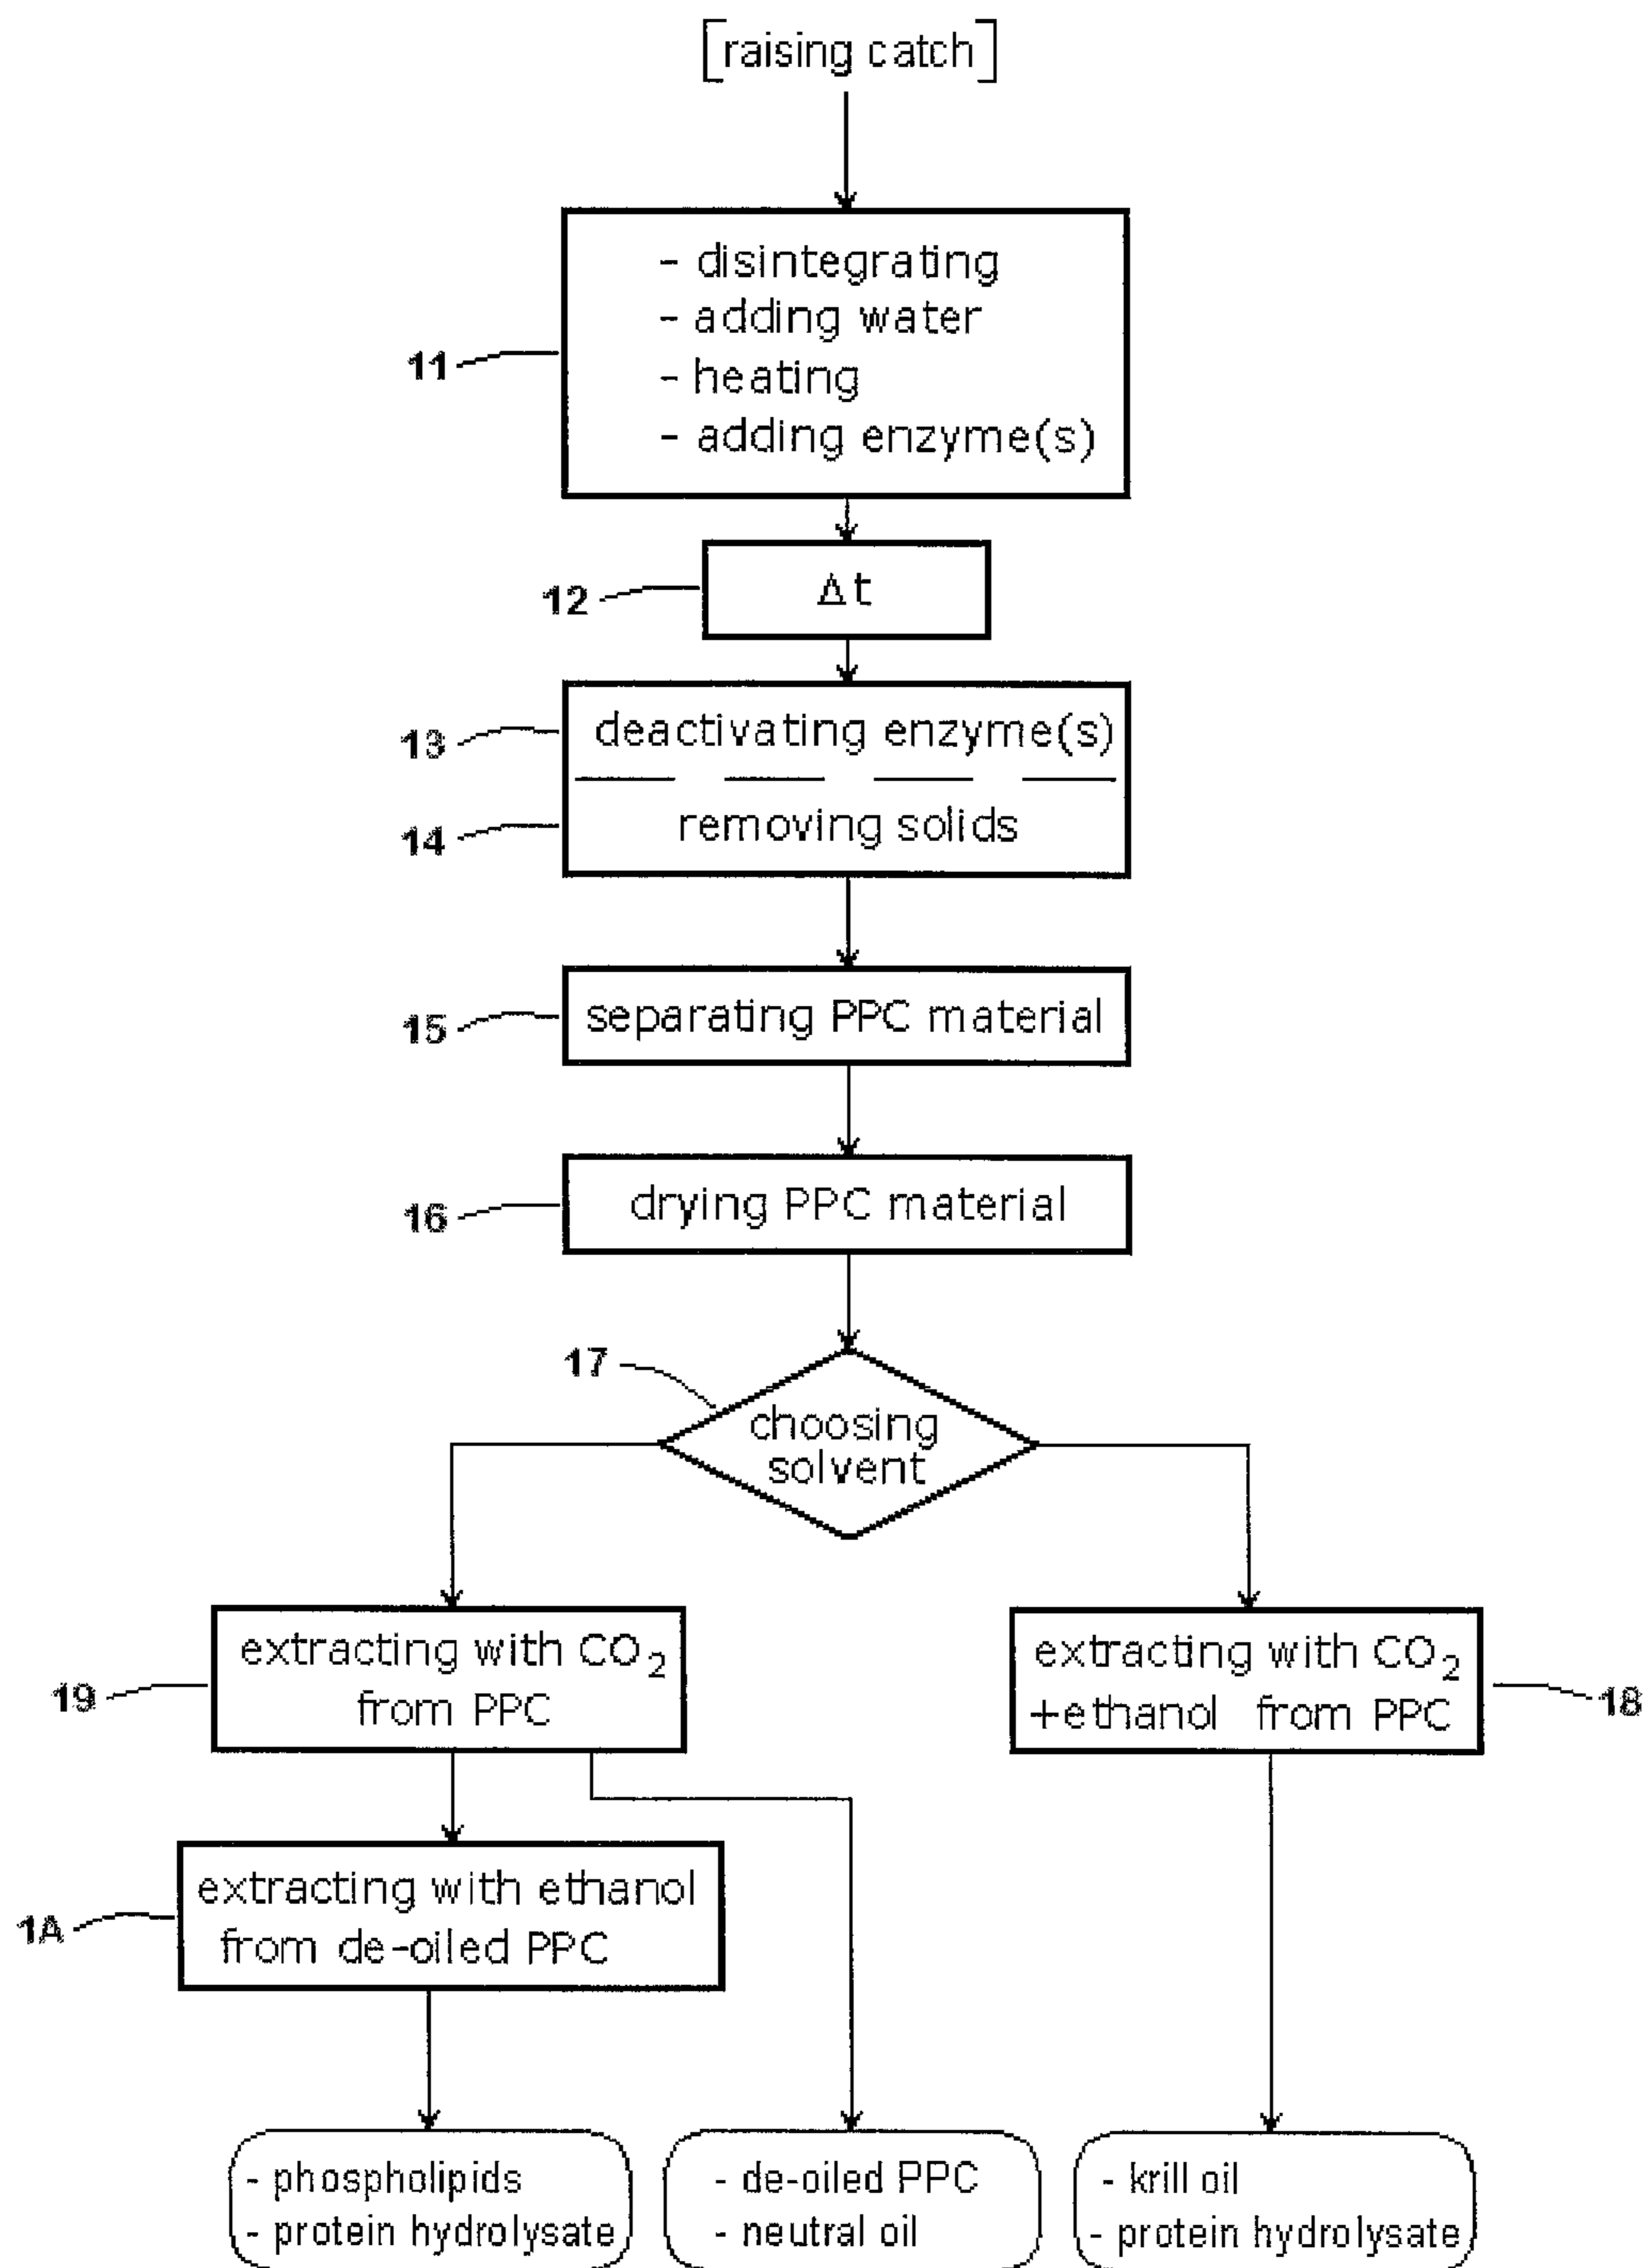 [raising catch]
- disintegrating
- adding water
- heating
- adding enzyme(s)
11
Δt
12
deactivating enzyme(s)
13
removing solids
14
separating PPC material
15
drying PPC material
16
17
choosing
solvent
extracting with CO₂
from PPC
19
extracting with CO₂
+ethanol from PPC
18
extracting with ethanol
from de-oiled PPC
1A
- phospholipids
- protein hydrolysate
- de-oiled PPC
- neutral oil
- krill oil
- protein hydrolysate